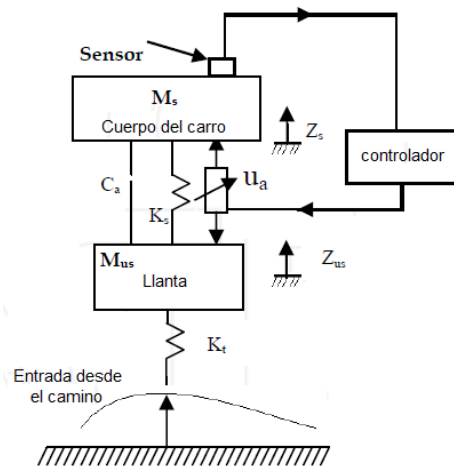 Sensor
Mₛ
Cuerpo del carro
Zₛ
controlador
Cₐ
Kₛ
uₐ
Mᵤₛ
Llanta
Zᵤₛ
Kₜ
Entrada desde
el camino